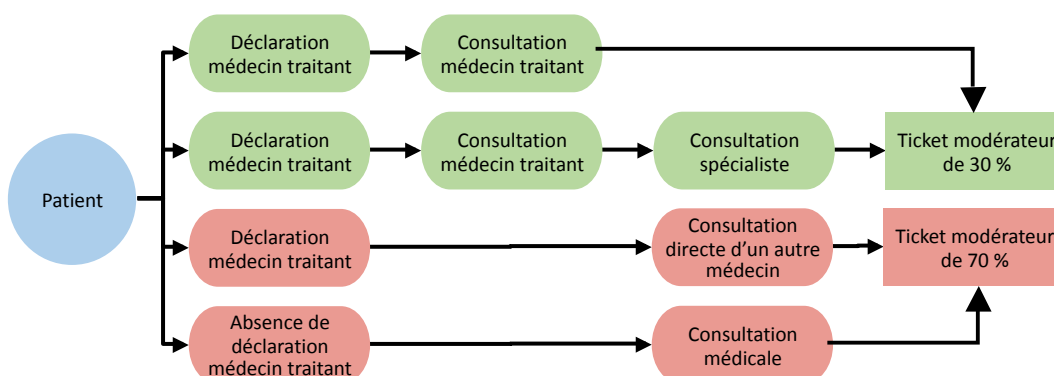 Déclaration
médecin traitant
Consultation
médecin traitant
Déclaration
médecin traitant
Consultation
médecin traitant
Consultation
spécialiste
Ticket modérateur
de 30 %
Patient
Déclaration
médecin traitant
Consultation
directe d'un autre
médecin
Ticket modérateur
de 70 %
Absence de
déclaration
médecin traitant
Consultation
médicale